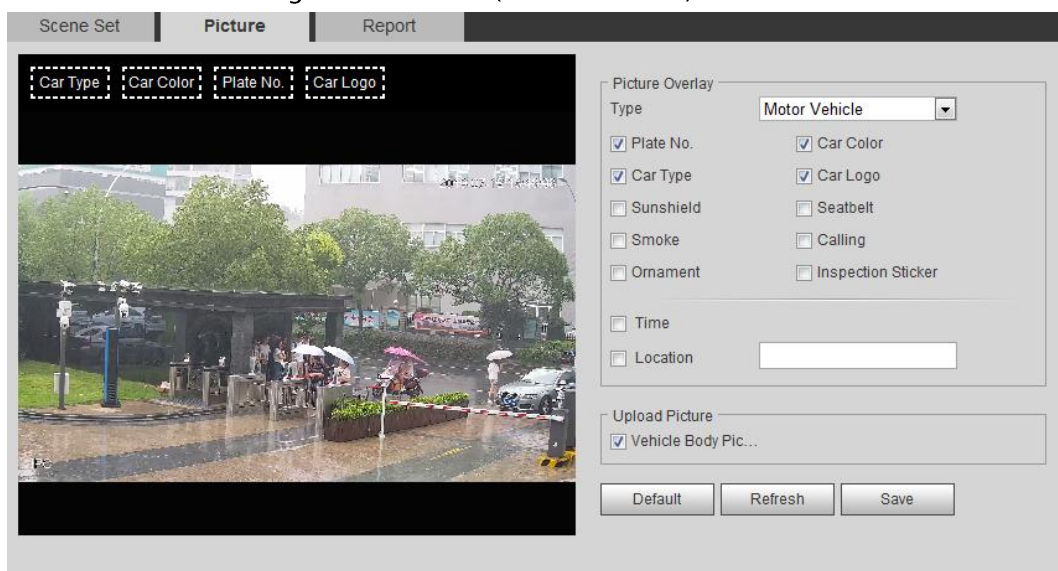 Scene Set Picture Report
Car Type Car Color Plate No. Car Logo
Picture Overlay
Type Motor Vehicle
Plate No. Car Color
Car Type Car Logo
Sunshield Seatbelt
Smoke Calling
Ornament Inspection Sticker
Time
Location
Upload Picture
Vehicle Body Pic...
Default Refresh Save